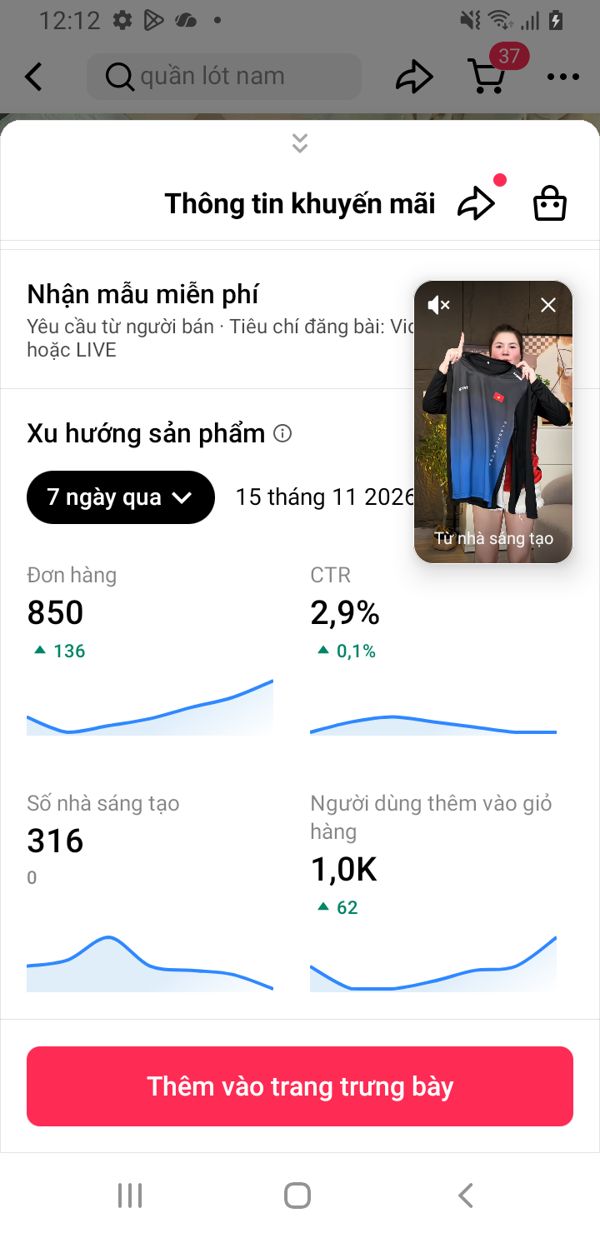 12:12
quần lót nam
37
Thông tin khuyến mãi
Nhận mẫu miễn phí
Yêu cầu từ người bán · Tiêu chí đăng bài: Vid
hoặc LIVE
Xu hướng sản phẩm
7 ngày qua
15 tháng 11 2026
Từ nhà sáng tạo
Đơn hàng
850
136
CTR
2,9%
0,1%
Số nhà sáng tạo
316
0
Người dùng thêm vào giỏ
hàng
1,0K
62
Thêm vào trang trưng bày